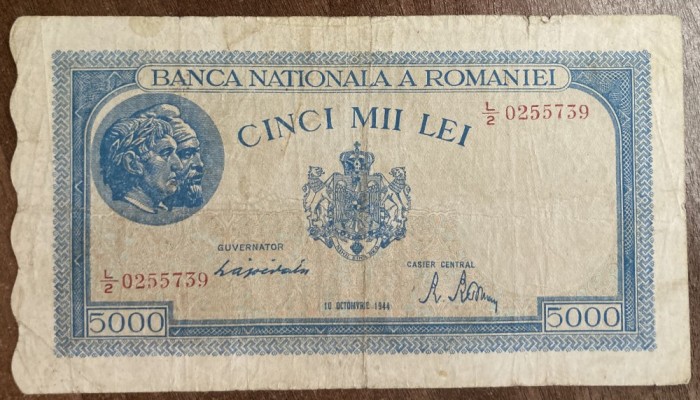 BANCA NATIONALA A ROMANIEI
L/2 0255739
CINCI MII LEI
GUVERNATOR
CASIER CENTRAL
L/2 0255739
10 OCTOMVRIE 1944
5000
5000